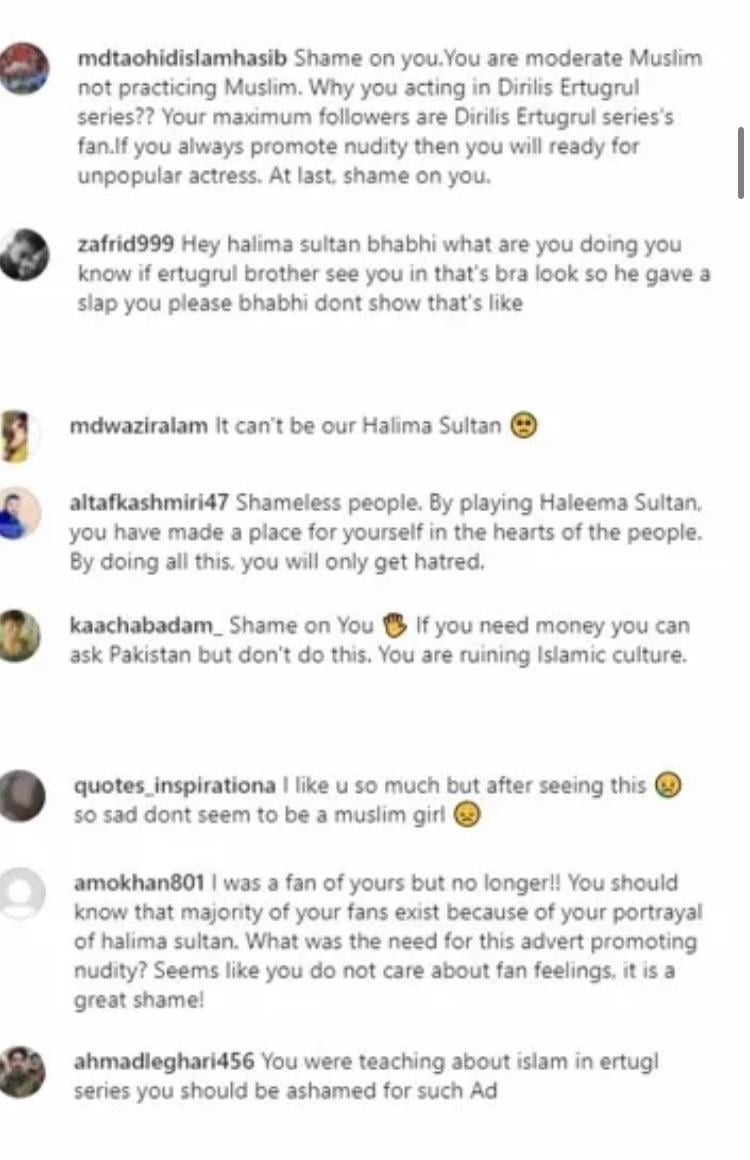 mdtaohidislamhasib Shame on you.You are moderate Muslim
not practicing Muslim. Why you acting in Dirilis Ertugrul
series?? Your maximum followers are Dirilis Ertugrul series's
fan.If you always promote nudity then you will ready for
unpopular actress. At last, shame on you.
zafrid999 Hey halima sultan bhabhi what are you doing you
know if ertugrul brother see you in that's bra look so he gave a
slap you please bhabhi dont show that's like
mdwaziralam It can't be our Halima Sultan 🥺
altafkashmiri47 Shameless people. By playing Haleema Sultan,
you have made a place for yourself in the hearts of the people.
By doing all this, you will only get hatred.
kaachabadam_ Shame on You 👋 If you need money you can
ask Pakistan but don't do this. You are ruining Islamic culture.
quotes_inspirationa I like u so much but after seeing this 😢
so sad dont seem to be a muslim girl 😞
amokhan801 I was a fan of yours but no longer!! You should
know that majority of your fans exist because of your portrayal
of halima sultan. What was the need for this advert promoting
nudity? Seems like you do not care about fan feelings, it is a
great shame!
ahmadleghari456 You were teaching about islam in ertugl
series you should be ashamed for such Ad